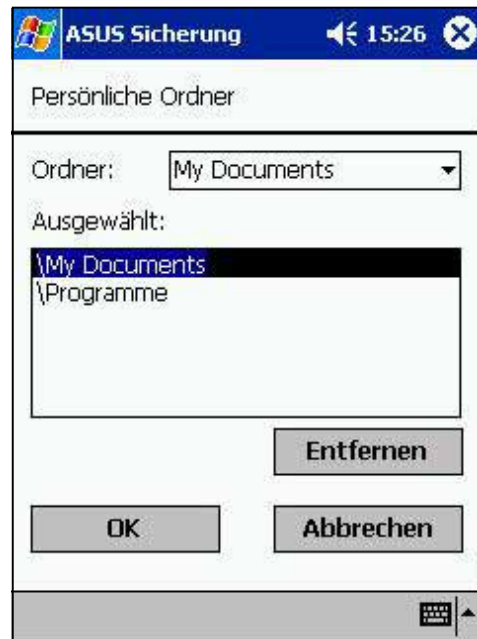 ASUS Sicherung 15:26
Persönliche Ordner
Ordner: My Documents
Ausgewählt:
\My Documents
\Programme
Entfernen
OK Abbrechen